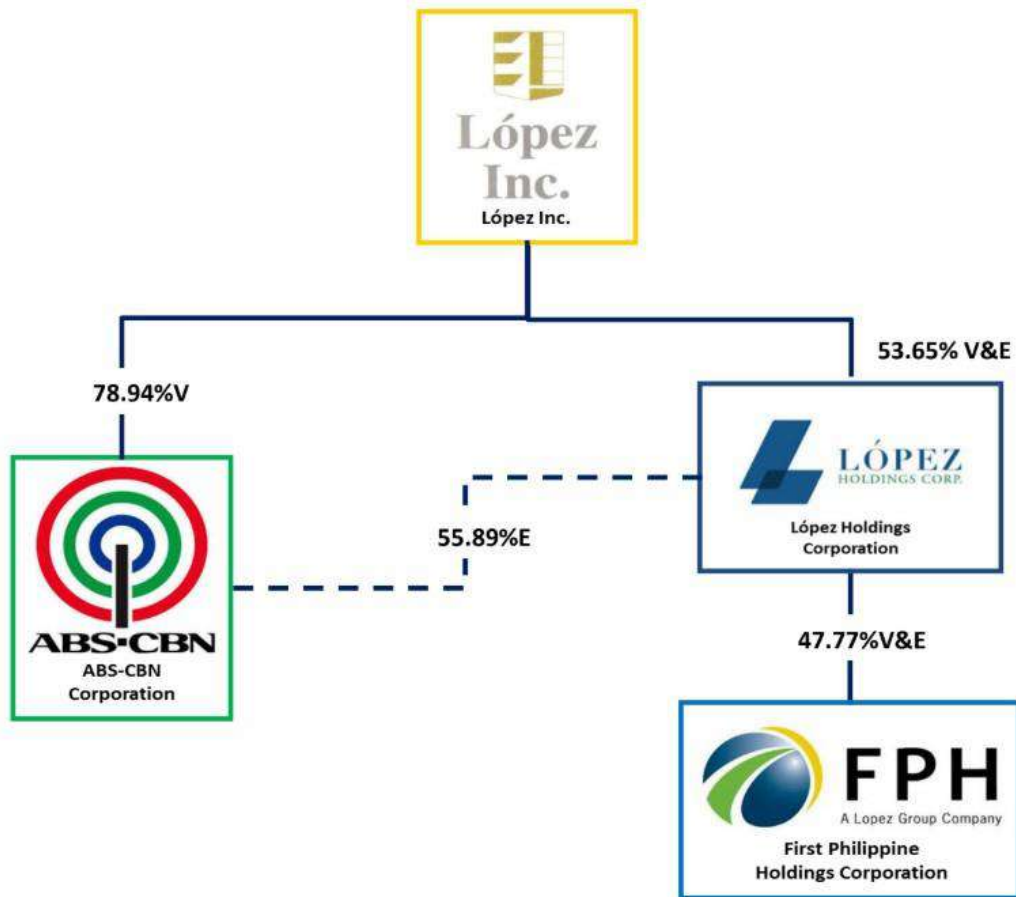 López
Inc.
López Inc.
53.65% V&E
78.94%V
LÓPEZ
HOLDINGS CORP.
López Holdings
Corporation
55.89%E
ABS-CBN
ABS-CBN
Corporation
47.77%V&E
FPH
A Lopez Group Company
First Philippine
Holdings Corporation